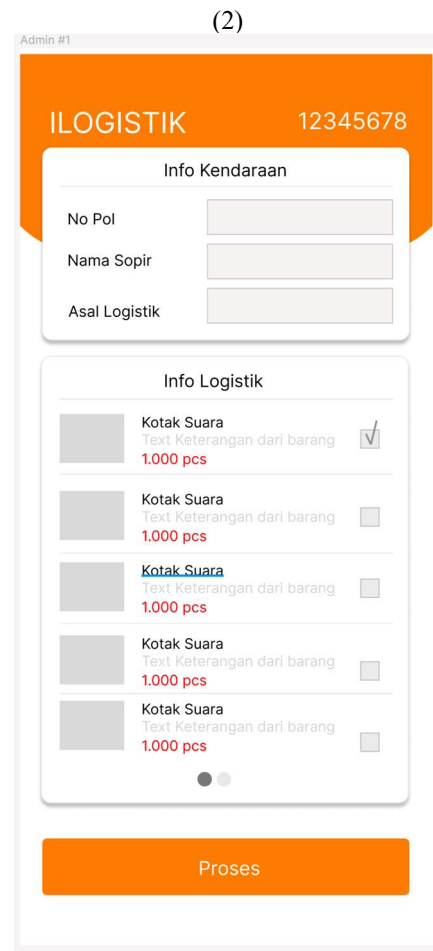 (2)
Admin #1
ILOGISTIK 12345678
Info Kendaraan
No Pol
Nama Sopir
Asal Logistik
Info Logistik
Kotak Suara
Text Keterangan dari barang
1.000 pcs
Kotak Suara
Text Keterangan dari barang
1.000 pcs
Kotak Suara
Text Keterangan dari barang
1.000 pcs
Kotak Suara
Text Keterangan dari barang
1.000 pcs
Kotak Suara
Text Keterangan dari barang
1.000 pcs
Proses